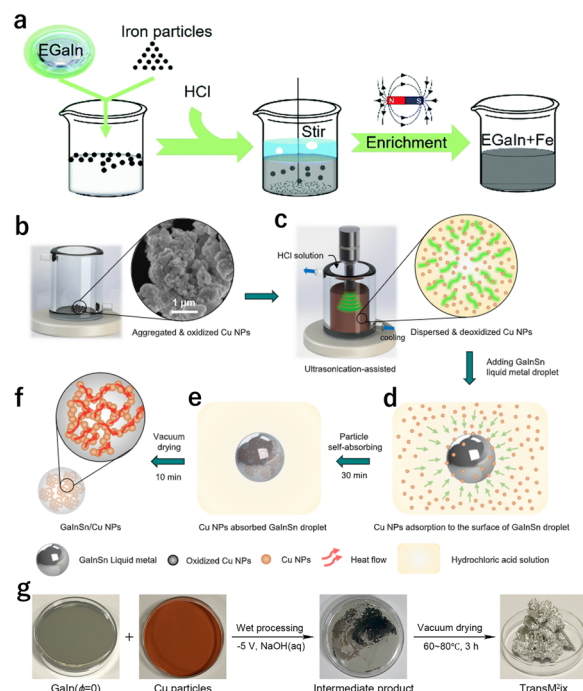 a
EGaIn
Iron particles
HCl
Stir
N S
Enrichment
EGaIn+Fe
b
1 μm
Aggregated & oxidized Cu NPs
c
HCl solution
cooling
Ultrasonication-assisted
Dispersed & deoxidized Cu NPs
Adding GaInSn
liquid metal droplet
f
Vacuum
drying
10 min
GaInSn/Cu NPs
e
Cu NPs absorbed GaInSn droplet
Particle
self-absorbing
30 min
d
Cu NPs adsorption to the surface of GaInSn droplet
GaInSn Liquid metal
Oxidized Cu NPs
Cu NPs
Heat flow
Hydrochloric acid solution
g
GaIn(ϕ=0)
+
Cu particles
Wet processing
-5 V, NaOH(aq)
Intermediate product
Vacuum drying
60~80℃, 3 h
TransM²ix